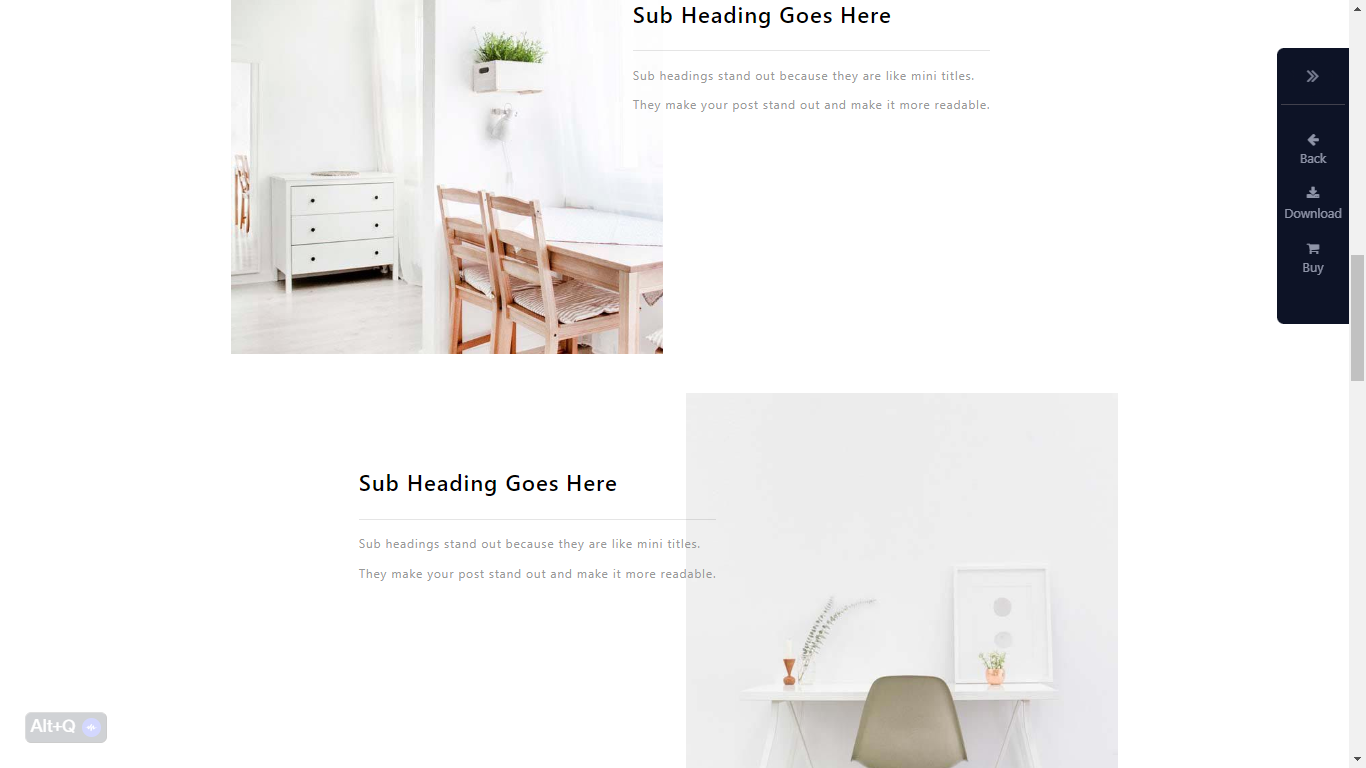 Sub Heading Goes Here
Sub headings stand out because they are like mini titles.
They make your post stand out and make it more readable.
Back
Download
Buy
Sub Heading Goes Here
Sub headings stand out because they are like mini titles.
They make your post stand out and make it more readable.
Alt+Q